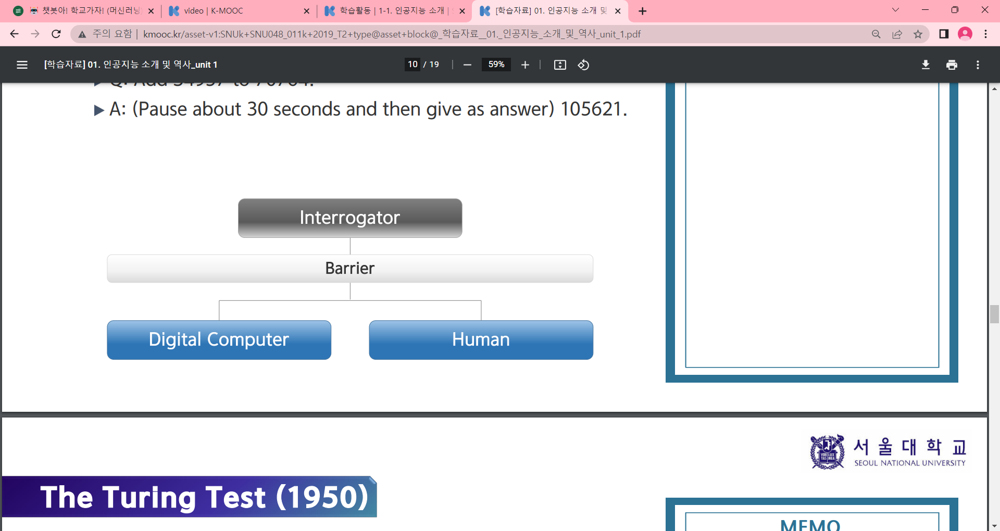 챗봇아! 학교가자! (머신러닝
video | K-MOOC
학습활동 | 1-1. 인공지능 소개 |
[학습자료] 01. 인공지능 소개 및
주의 요함 | kmooc.kr/asset-v1:SNUk+SNU048_011k+2019_T2+type@asset+block@_학습자료__01._인공지능_소개_및_역사_unit_1.pdf
[학습자료] 01. 인공지능 소개 및 역사_unit 1
10 / 19
59%
A: (Pause about 30 seconds and then give as answer) 105621.
Interrogator
Barrier
Digital Computer
Human
서울대학교
SEOUL NATIONAL UNIVERSITY
The Turing Test (1950)
MEMO